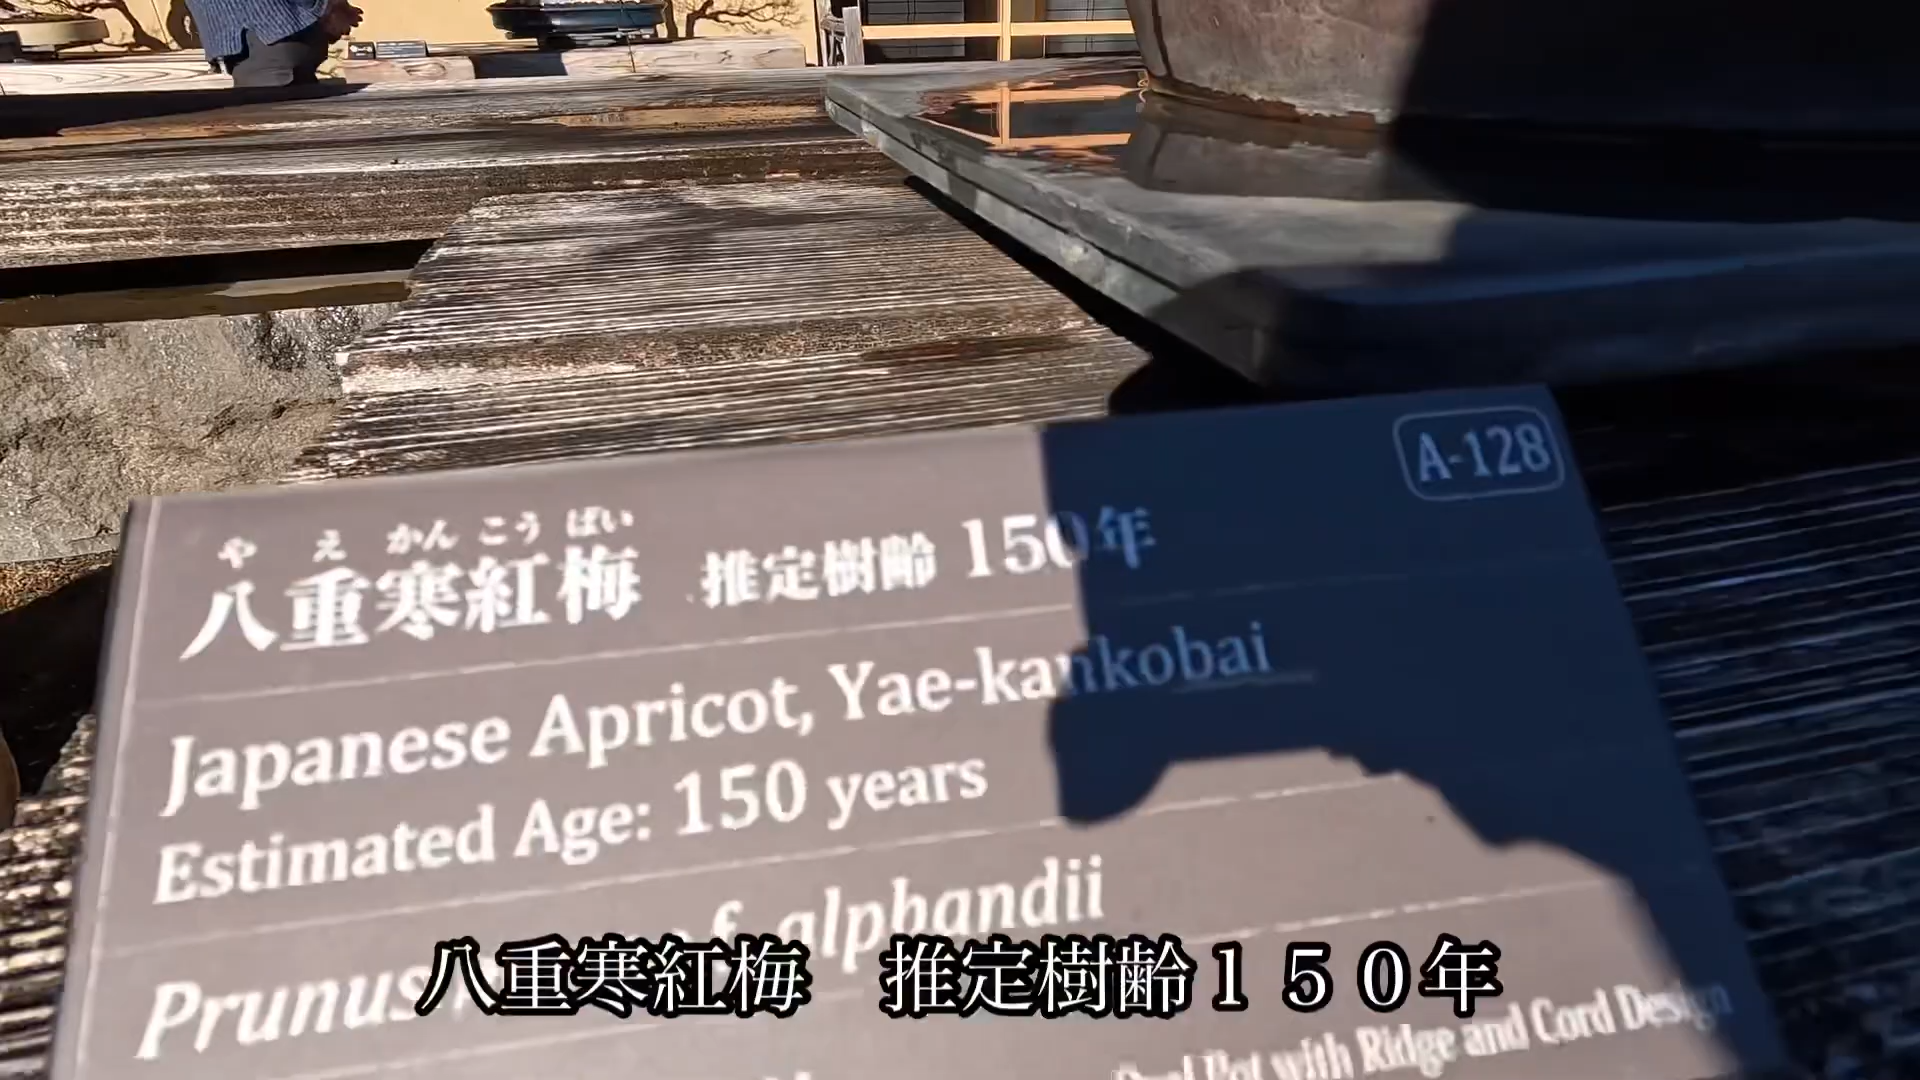 A-128
や え かん こう ばい
八重寒紅梅 推定樹齢 150年
Japanese Apricot, Yae-kankobai
Estimated Age: 150 years
Prunus f. alphandii
八重寒紅梅 推定樹齢１５０年
Pot with Ridge and Cord Design